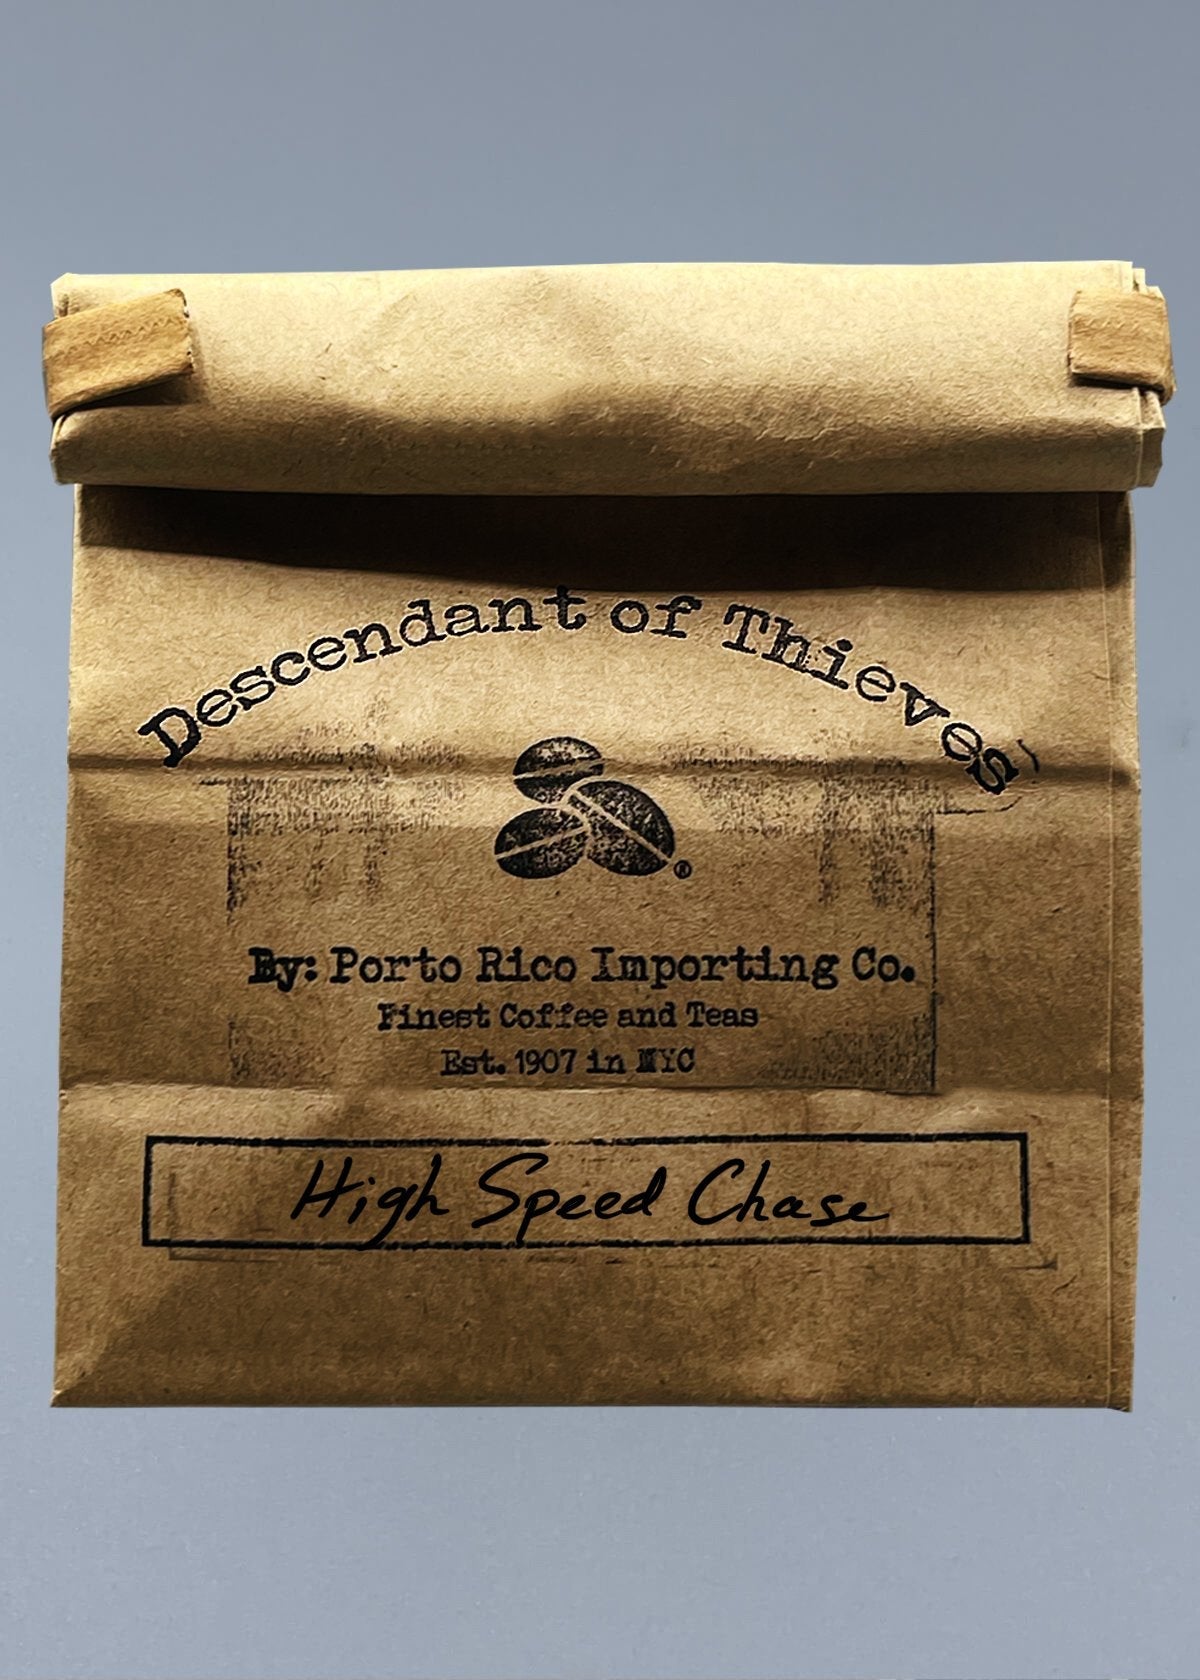 Descendant of Thieves
®
By: Porto Rico Importing Co.
Finest Coffee and Teas
Est. 1907 in NYC
High Speed Chase